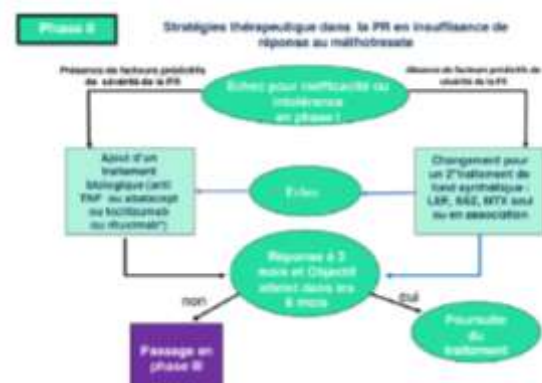 Phase II
Stratégies thérapeutique dans la PR en insuffisance de
réponse au méthotrexate
Présence de facteurs prédictifs
de sévérité de la PR
Absence de facteurs prédictifs de
sévérité de la PR
Echec pour inefficacité ou
intolérance
en phase I
Ajout d'un
traitement
biologique (anti
TNF ou abatacept
ou tocilizumab
ou rituximab*)
Echec
Changement pour
un 2° traitement de
fond synthétique :
LEF, SSZ, MTX seul
ou en association
Réponse à 3
mois et Objectif
atteint dans les
6 mois
non
oui
Passage en
phase III
Poursuite
du
traitement